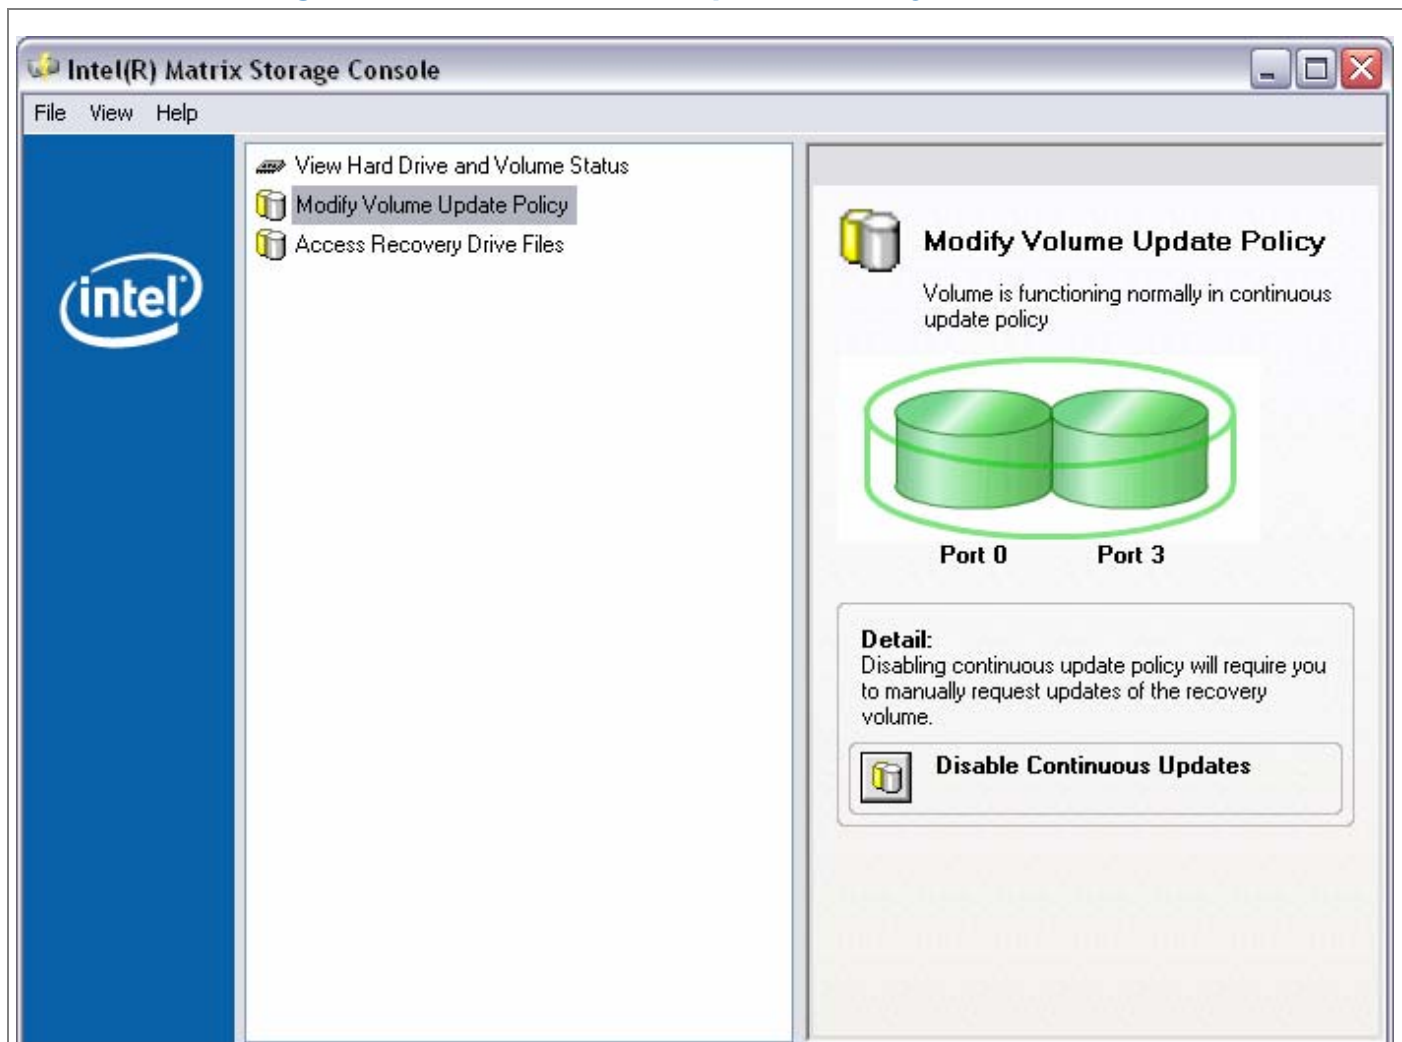 Intel(R) Matrix Storage Console
File View Help
View Hard Drive and Volume Status
Modify Volume Update Policy
Access Recovery Drive Files
intel
Modify Volume Update Policy
Volume is functioning normally in continuous
update policy
Port 0 Port 3
Detail:
Disabling continuous update policy will require you
to manually request updates of the recovery
volume.
Disable Continuous Updates